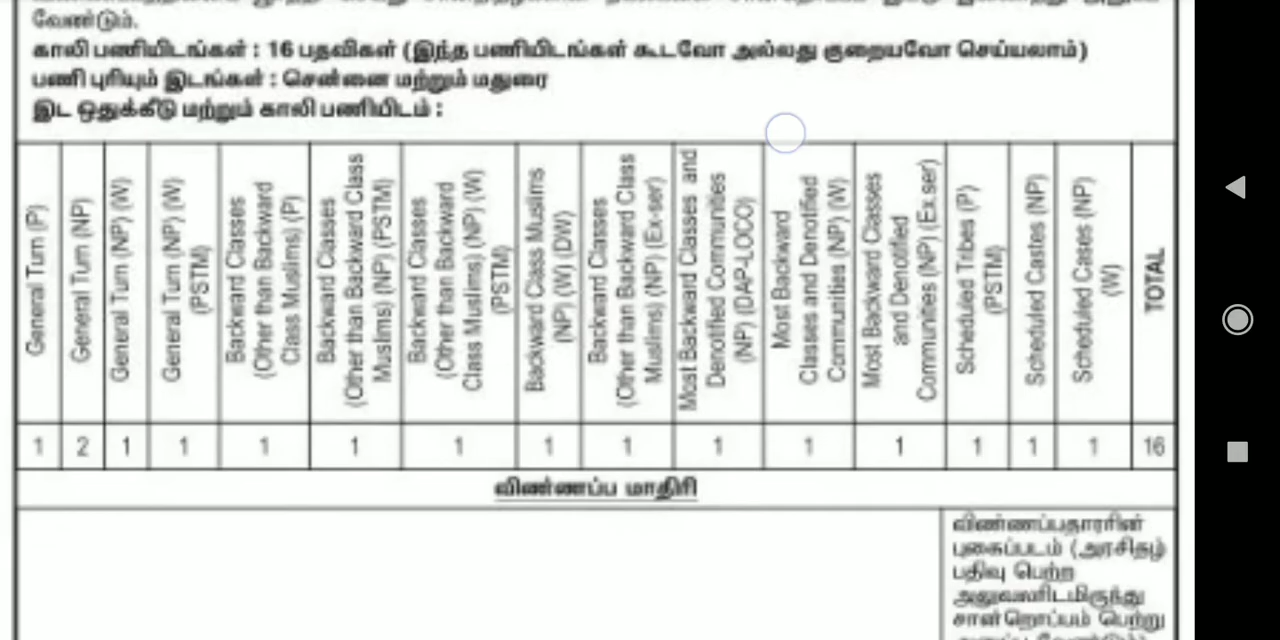 வேண்டும்.
காலி பணியிடங்கள் : 16 பதவிகள் (இந்த பணியிடங்கள் கூடவோ அல்லது குறையவோ செய்யலாம்)
பணி புரியும் இடங்கள் : சென்னை மற்றும் மதுரை
இட ஒதுக்கீடு மற்றும் காலி பணியிடம் :
General Turn (P)
General Turn (NP)
General Turn (NP) (W)
General Turn (NP) (W)
(PSTM)
Backward Classes
(Other than Backward
Class Muslims) (P)
Backward Classes
(Other than Backward Class
Muslims) (NP) (PSTM)
Backward Classes
(Other than Backward
Class Muslims) (NP) (W)
(PSTM)
Backward Class Muslims
(NP) (W) (DW)
Backward Classes
(Other than Backward Class
Muslims) (NP) (Ex-ser)
Most Backward Classes and
Denotified Communities
(NP) (DAP-LOCO)
Most Backward
Classes and Denotified
Communities (NP) (W)
Most Backward Classes
and Denotified
Communities (NP) (Ex.ser)
Scheduled Tribes (P)
(PSTM)
Scheduled Castes (NP)
Scheduled Cases (NP)
(W)
TOTAL
1 2 1 1 1 1 1 1 1 1 1 1 1 1 1 16
விண்ணப்ப மாதிரி
விண்ணப்பதாரரின்
புகைப்படம் (அரசிதழ்
பதிவு பெற்ற
அலுவலரிடமிருந்து
சான்றொப்பம் பெற்று